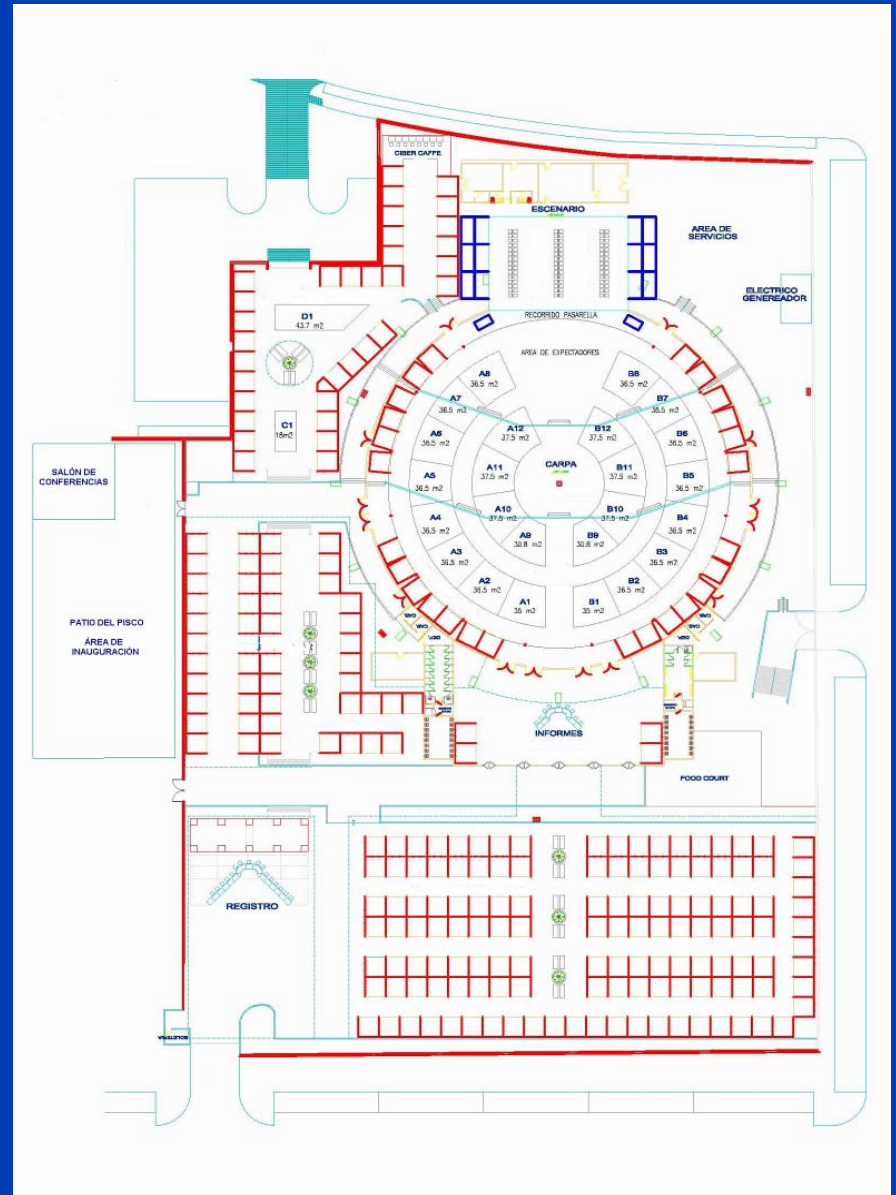 CIBER CAFFE
ESCENARIO
AREA DE
SERVICIOS
ELECTRICO
GENEREADOR
D1
43.7 m2
RECORRIDO PASARELLA
AREA DE EXPECTADORES
A8
36.5 m2
B8
36.5 m2
A7
36.5 m2
B7
36.5 m2
A12
37.5 m2
B12
37.5 m2
A6
36.5 m2
B6
36.5 m2
C1
16m2
CARPA
A11
37.5 m2
B11
37.5 m2
A5
36.5 m2
B5
36.5 m2
SALÓN DE
CONFERENCIAS
A10
37.5 m2
B10
37.5 m2
A4
36.5 m2
B4
36.5 m2
A9
30.8 m2
B9
30.8 m2
A3
36.5 m2
B3
36.5 m2
A2
36.5 m2
B2
36.5 m2
A1
35 m2
B1
35 m2
PATIO DEL PISCO
ÁREA DE
INAUGURACIÓN
INFORMES
FOOD COURT
REGISTRO
BOLETERIA